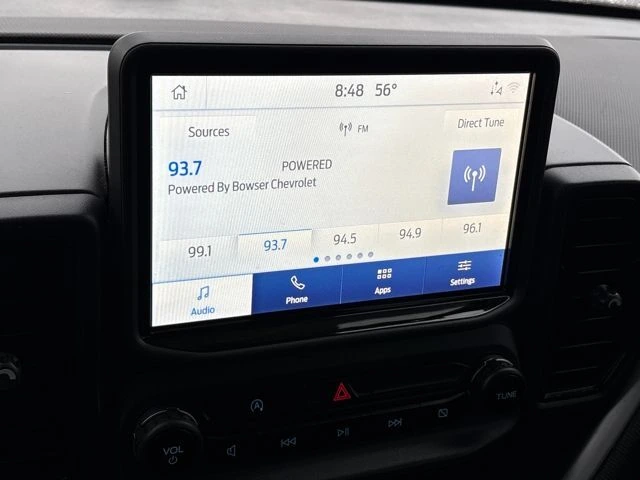 8:48 56°
4
Sources
FM
Direct Tune
93.7 POWERED
Powered By Bowser Chevrolet
99.1 93.7 94.5 94.9 96.1
Audio Phone Apps Settings
VOL
TUNE